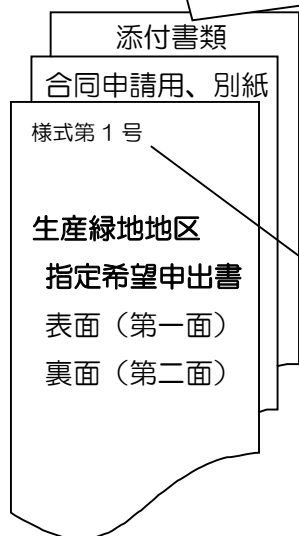 添付書類
合同申請用、別紙
様式第１号
生産緑地地区
指定希望申出書
表面（第一面）
裏面（第二面）